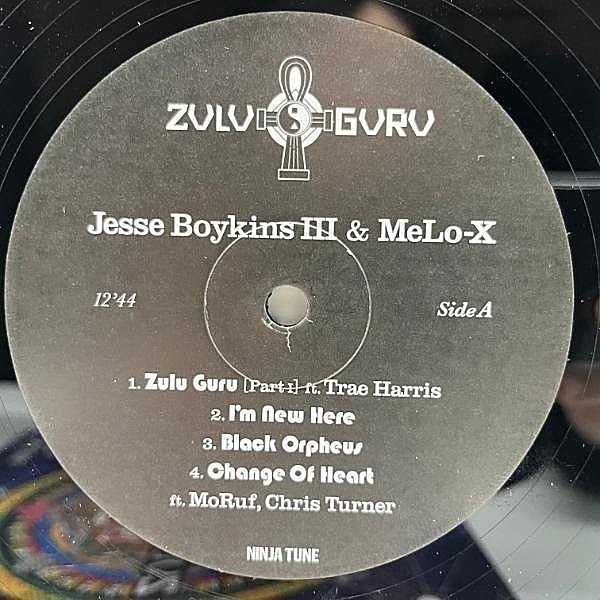 ZULU GURU
Jesse Boykins III & MeLo-X
12'44
Side A
1. Zulu Guru [Part I] ft. Trae Harris
2. I'm New Here
3. Black Orpheus
4. Change Of Heart
ft. MoRuf, Chris Turner
NINJA TUNE